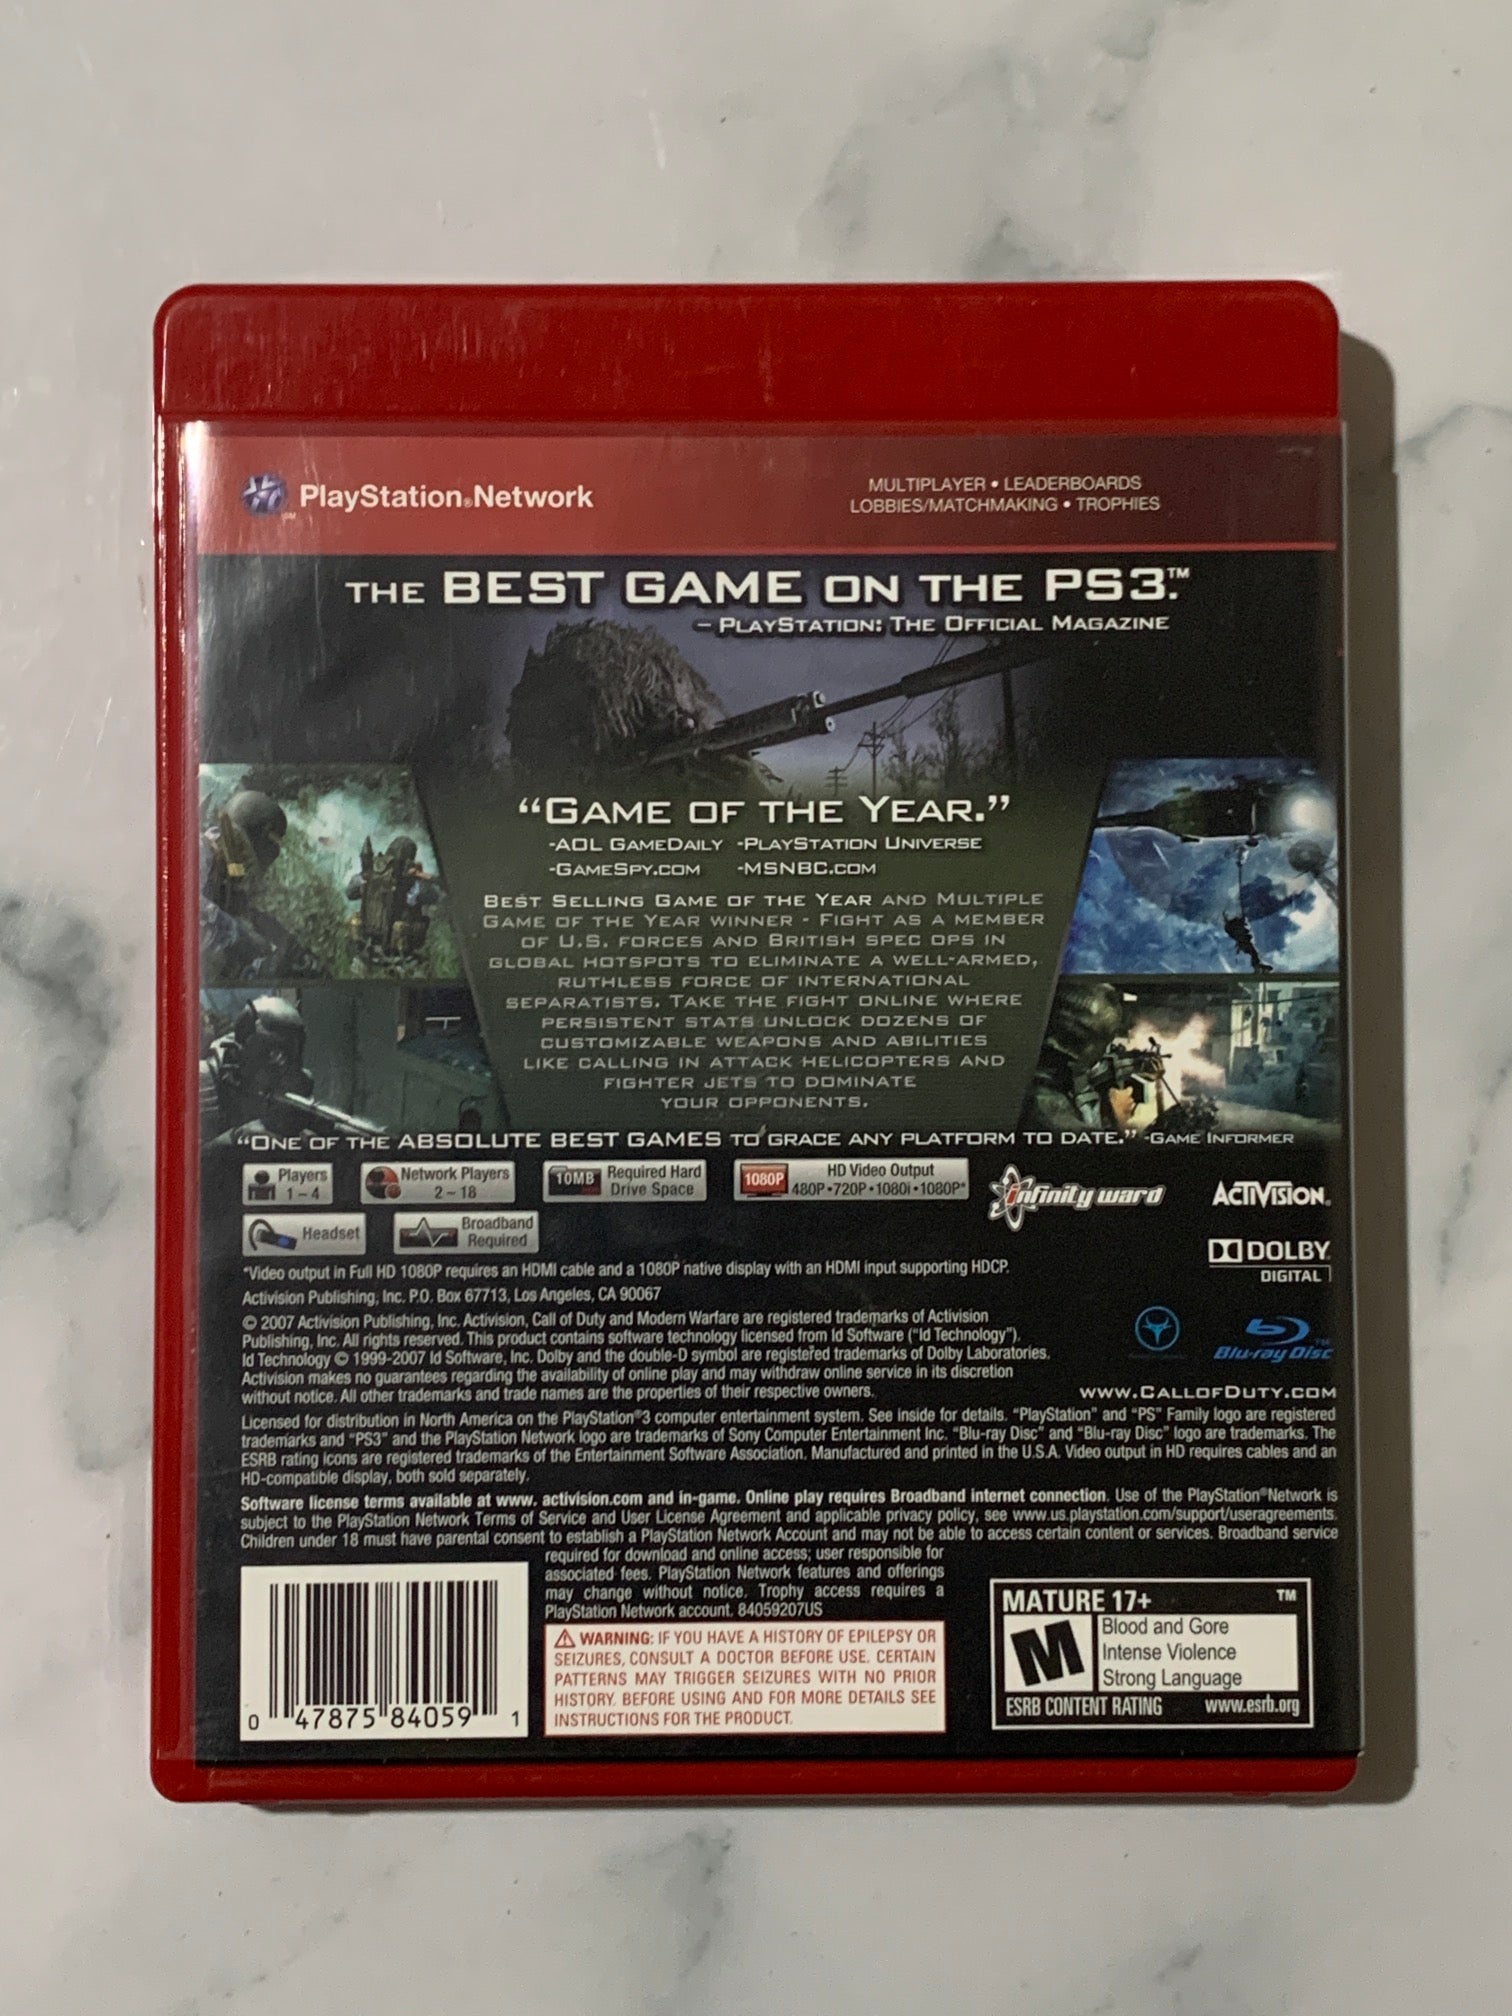 PlayStation®Network
MULTIPLAYER • LEADERBOARDS
LOBBIES/MATCHMAKING • TROPHIES
THE BEST GAME ON THE PS3.™
– PLAYSTATION: THE OFFICIAL MAGAZINE
“GAME OF THE YEAR.”
-AOL GAMEDAILY -PLAYSTATION UNIVERSE
-GAMESPY.COM -MSNBC.COM
BEST SELLING GAME OF THE YEAR AND MULTIPLE
GAME OF THE YEAR WINNER - FIGHT AS A MEMBER
OF U.S. FORCES AND BRITISH SPEC OPS IN
GLOBAL HOTSPOTS TO ELIMINATE A WELL-ARMED,
RUTHLESS FORCE OF INTERNATIONAL
SEPARATISTS. TAKE THE FIGHT ONLINE WHERE
PERSISTENT STATS UNLOCK DOZENS OF
CUSTOMIZABLE WEAPONS AND ABILITIES
LIKE CALLING IN ATTACK HELICOPTERS AND
FIGHTER JETS TO DOMINATE
YOUR OPPONENTS.
“ONE OF THE ABSOLUTE BEST GAMES TO GRACE ANY PLATFORM TO DATE.” -GAME INFORMER
Players
1 – 4
Network Players
2 – 18
10MB
Required Hard
Drive Space
1080P
HD Video Output
480P • 720P • 1080i • 1080P*
infinity ward
ACTIVISION.
Headset
Broadband
Required
DOLBY
DIGITAL
*Video output in Full HD 1080P requires an HDMI cable and a 1080P native display with an HDMI input supporting HDCP.
Activision Publishing, Inc. P.O. Box 67713, Los Angeles, CA 90067
© 2007 Activision Publishing, Inc. Activision, Call of Duty and Modern Warfare are registered trademarks of Activision
Publishing, Inc. All rights reserved. This product contains software technology licensed from Id Software ("Id Technology").
Id Technology © 1999-2007 Id Software, Inc. Dolby and the double-D symbol are registered trademarks of Dolby Laboratories.
Activision makes no guarantees regarding the availability of online play and may withdraw online service in its discretion
without notice. All other trademarks and trade names are the properties of their respective owners.
Blu-ray Disc™
WWW.CALLOFDUTY.COM
Licensed for distribution in North America on the PlayStation®3 computer entertainment system. See inside for details. "PlayStation" and "PS" Family logo are registered
trademarks and "PS3" and the PlayStation Network logo are trademarks of Sony Computer Entertainment Inc. "Blu-ray Disc" and "Blu-ray Disc" logo are trademarks. The
ESRB rating icons are registered trademarks of the Entertainment Software Association. Manufactured and printed in the U.S.A. Video output in HD requires cables and an
HD-compatible display, both sold separately.
Software license terms available at www. activision.com and in-game. Online play requires Broadband internet connection. Use of the PlayStation®Network is
subject to the PlayStation Network Terms of Service and User License Agreement and applicable privacy policy, see www.us.playstation.com/support/useragreements.
Children under 18 must have parental consent to establish a PlayStation Network Account and may not be able to access certain content or services. Broadband service
required for download and online access; user responsible for
associated fees. PlayStation Network features and offerings
may change without notice. Trophy access requires a
PlayStation Network account. 84059207US
0 47875 84059 1
WARNING: IF YOU HAVE A HISTORY OF EPILEPSY OR
SEIZURES, CONSULT A DOCTOR BEFORE USE. CERTAIN
PATTERNS MAY TRIGGER SEIZURES WITH NO PRIOR
HISTORY. BEFORE USING AND FOR MORE DETAILS SEE
INSTRUCTIONS FOR THE PRODUCT.
MATURE 17+ ™
M
Blood and Gore
Intense Violence
Strong Language
ESRB CONTENT RATING www.esrb.org